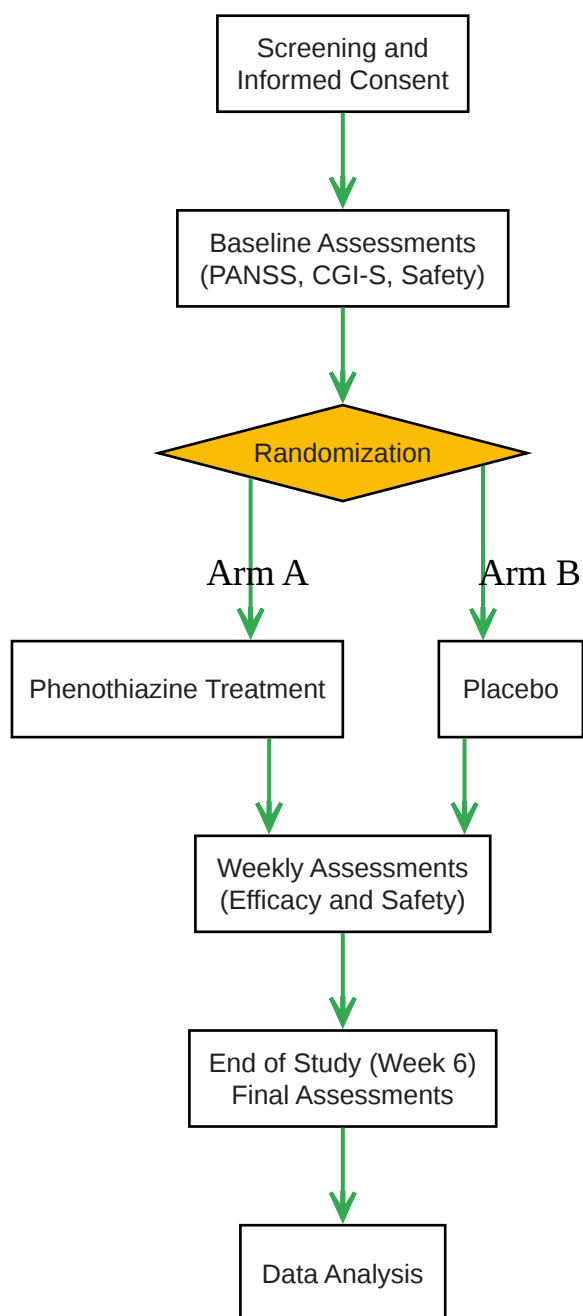 Screening and
Informed Consent
Baseline Assessments
(PANSS, CGI-S, Safety)
Randomization
Arm A
Arm B
Phenothiazine Treatment
Placebo
Weekly Assessments
(Efficacy and Safety)
End of Study (Week 6)
Final Assessments
Data Analysis